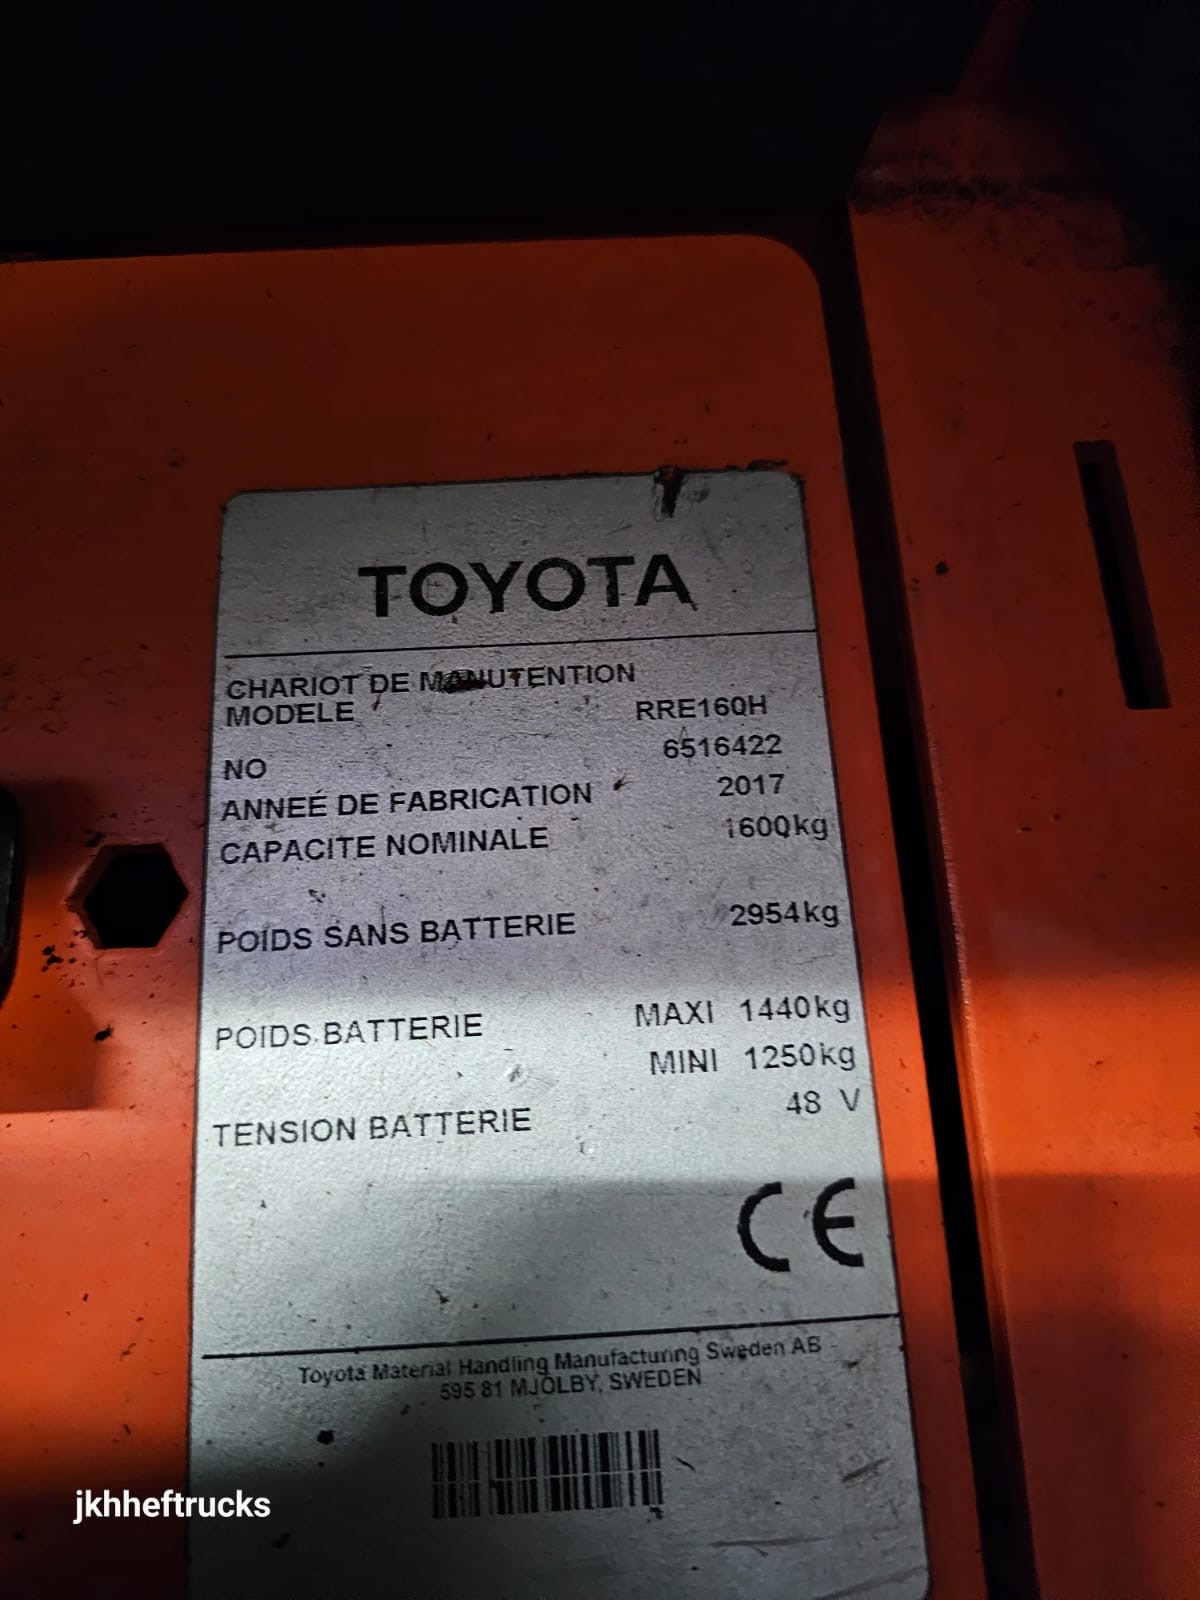 TOYOTA
CHARIOT DE MANUTENTION
MODELE RRE160H
NO 6516422
ANNEÉ DE FABRICATION 2017
CAPACITE NOMINALE 1600kg
POIDS SANS BATTERIE 2954kg
POIDS BATTERIE MAXI 1440kg
MINI 1250kg
TENSION BATTERIE 48 V
CE
Toyota Material Handling Manufacturing Sweden AB
595 81 MJÖLBY, SWEDEN
jkhheftrucks